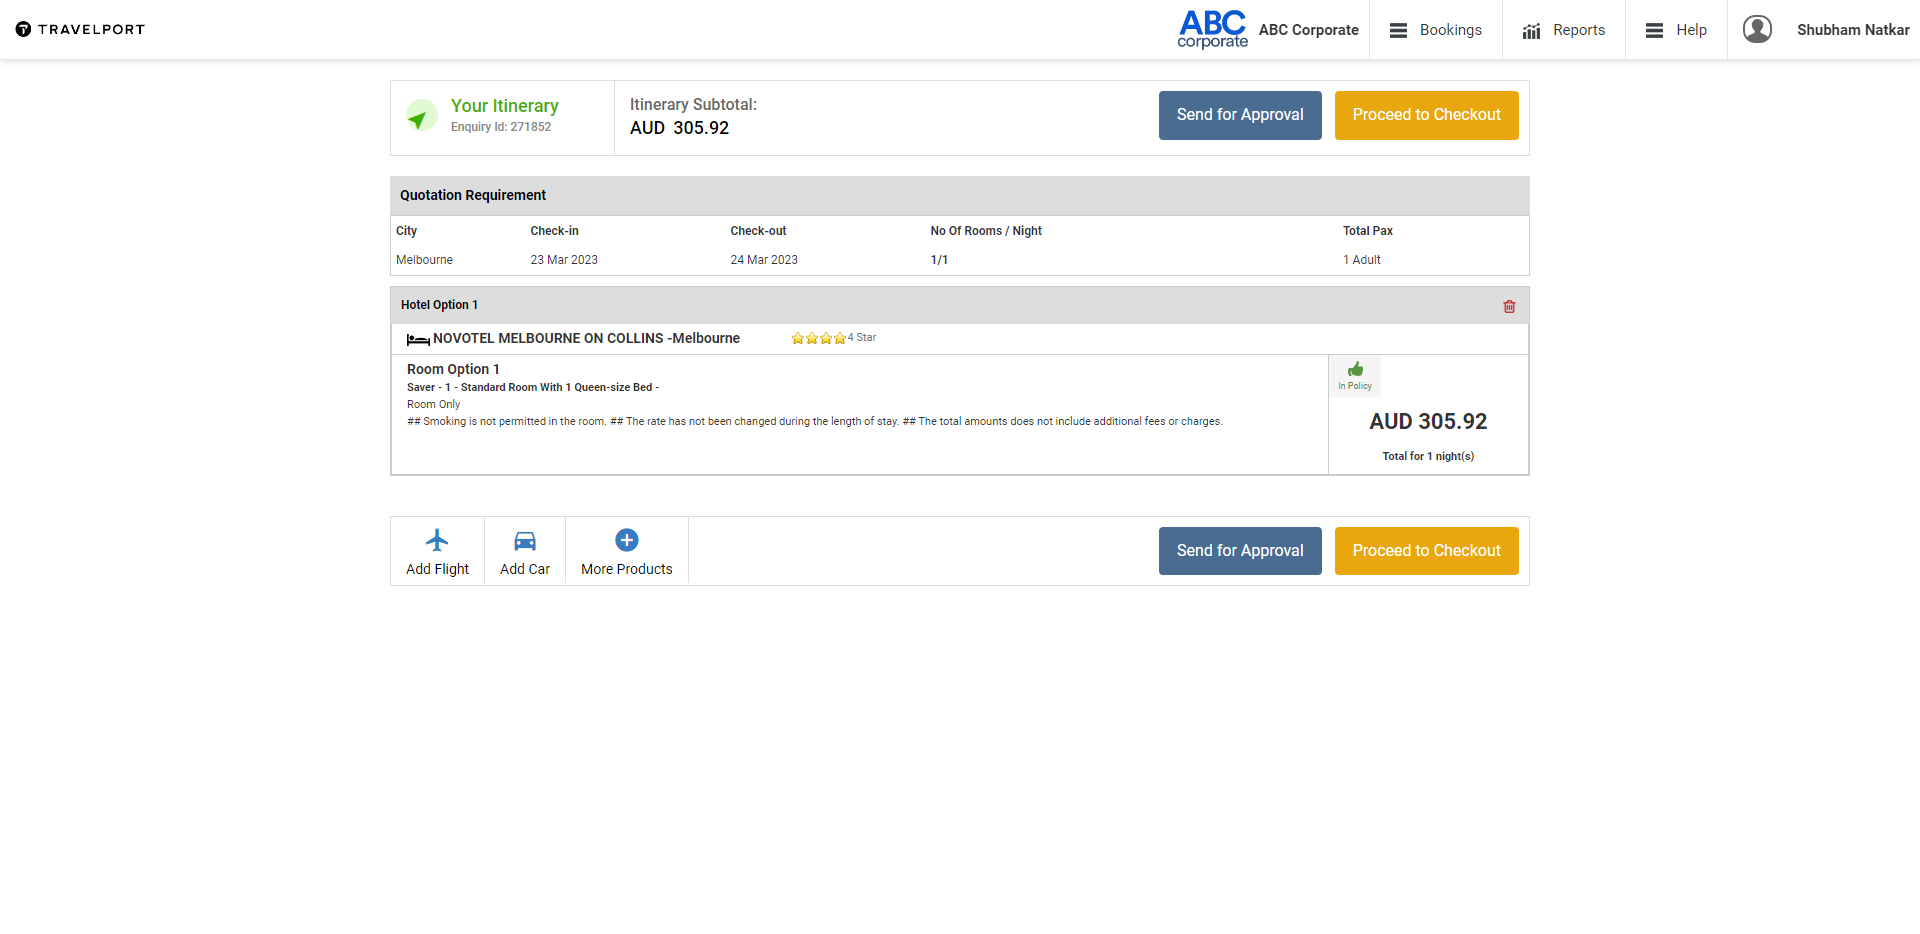 TRAVELPORT
ABC
corporate
ABC Corporate
Bookings
Reports
Help
Shubham Natkar
Your Itinerary
Enquiry Id: 271852
Itinerary Subtotal:
AUD 305.92
Send for Approval
Proceed to Checkout
Quotation Requirement
City Check-in Check-out No Of Rooms / Night Total Pax
Melbourne 23 Mar 2023 24 Mar 2023 1/1 1 Adult
Hotel Option 1
NOVOTEL MELBOURNE ON COLLINS -Melbourne 4 Star
Room Option 1
Saver - 1 - Standard Room With 1 Queen-size Bed -
Room Only
## Smoking is not permitted in the room. ## The rate has not been changed during the length of stay. ## The total amounts does not include additional fees or charges.
In Policy
AUD 305.92
Total for 1 night(s)
Add Flight
Add Car
More Products
Send for Approval
Proceed to Checkout